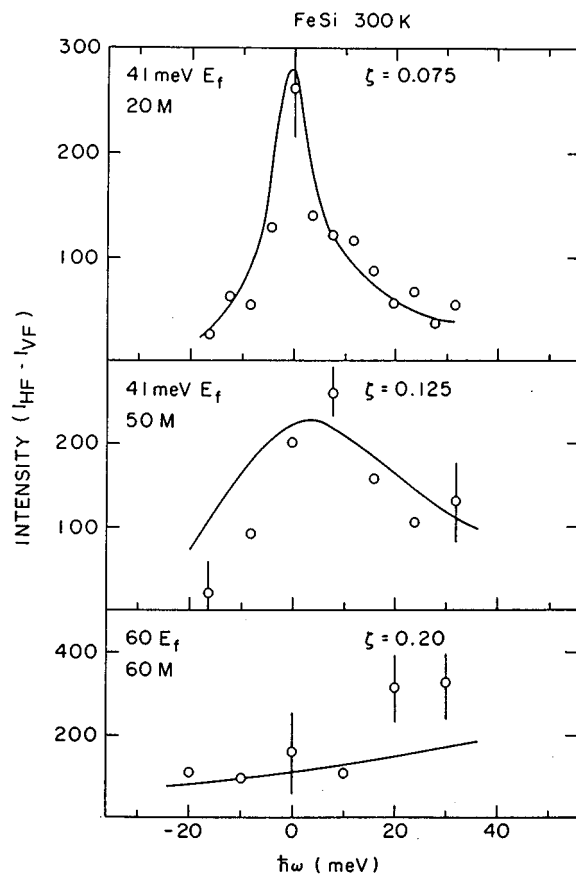 FeSi 300K
300
200
100
41 meV E_f
20 M
ζ = 0.075
200
100
41 meV E_f
50 M
ζ = 0.125
400
200
60 E_f
60 M
ζ = 0.20
-20
0
20
40
ħω (meV)
INTENSITY (I_HF - I_VF)